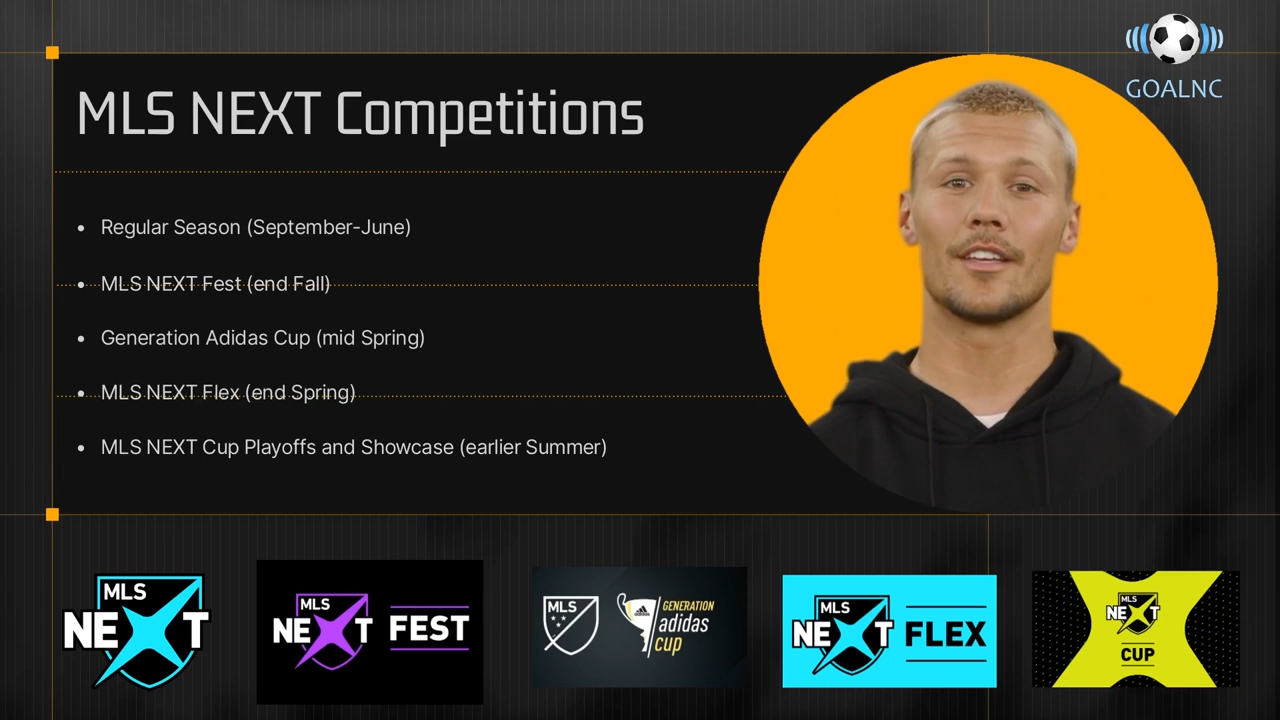 GOALNC
MLS NEXT Competitions
• Regular Season (September-June)
• MLS NEXT Fest (end Fall)
• Generation Adidas Cup (mid Spring)
• MLS NEXT Flex (end Spring)
• MLS NEXT Cup Playoffs and Showcase (earlier Summer)
MLS
NEXT
MLS
NEXT FEST
MLS
GENERATION
adidas
cup
MLS
NEXT FLEX
MLS
NEXT
CUP